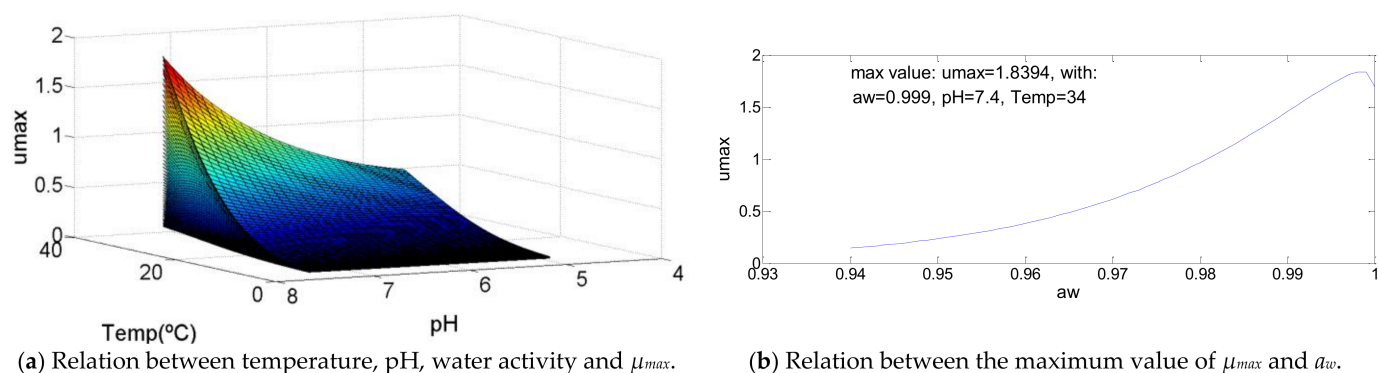 2
1.5
1
0.5
0
umax
40
20
0
Temp(ºC)
8
7
6
5
4
pH
(a) Relation between temperature, pH, water activity and μmax.
2
1.5
1
0.5
0
umax
max value: umax=1.8394, with:
aw=0.999, pH=7.4, Temp=34
0.93 0.94 0.95 0.96 0.97 0.98 0.99 1
aw
(b) Relation between the maximum value of μmax and aw.